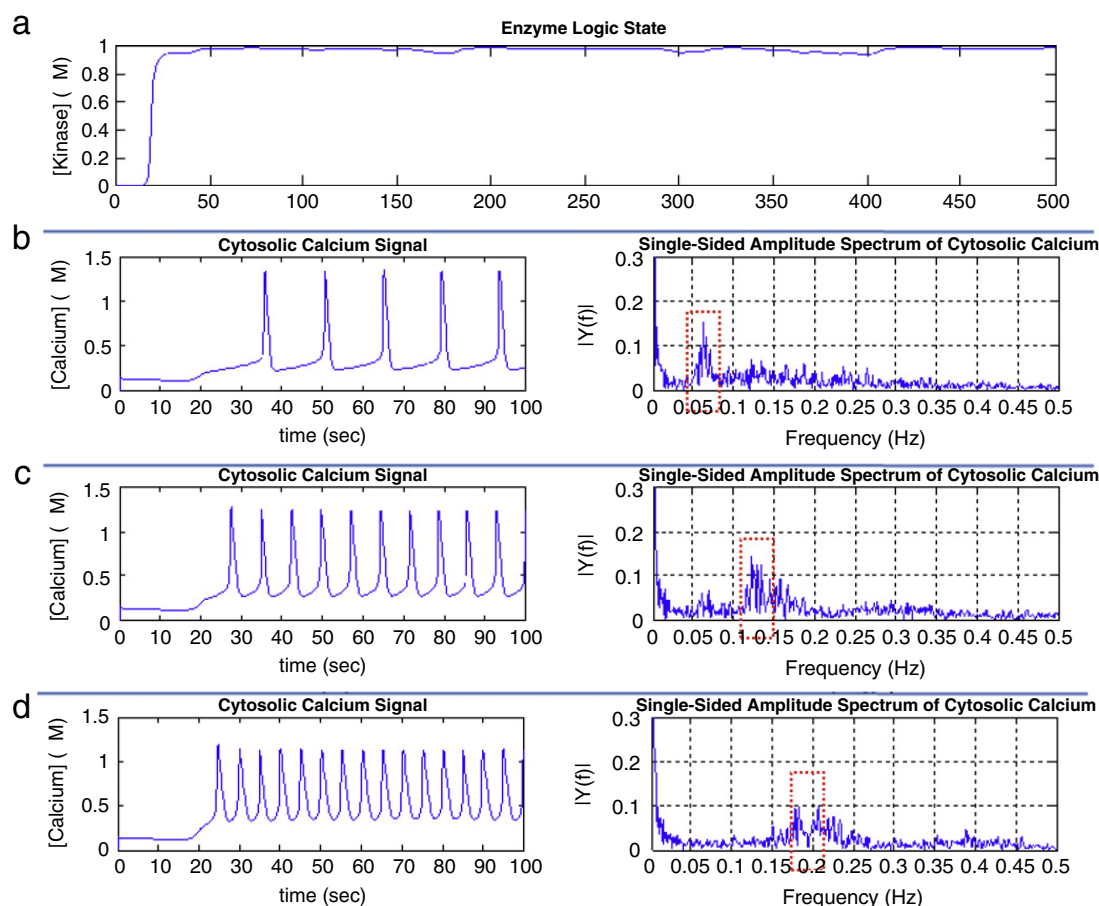 a
Enzyme Logic State
[Kinase] ( M)
1
0.8
0.6
0.4
0.2
0
0 50 100 150 200 250 300 350 400 450 500
b
Cytosolic Calcium Signal
[Calcium] ( M)
1.5
1
0.5
0
0 10 20 30 40 50 60 70 80 90 100
time (sec)
Single-Sided Amplitude Spectrum of Cytosolic Calcium
|Y(f)|
0.3
0.2
0.1
0
0 0.05 0.1 0.15 0.2 0.25 0.3 0.35 0.4 0.45 0.5
Frequency (Hz)
c
Cytosolic Calcium Signal
[Calcium] ( M)
1.5
1
0.5
0
0 10 20 30 40 50 60 70 80 90 100
time (sec)
Single-Sided Amplitude Spectrum of Cytosolic Calcium
|Y(f)|
0.3
0.2
0.1
0
0 0.05 0.1 0.15 0.2 0.25 0.3 0.35 0.4 0.45 0.5
Frequency (Hz)
d
Cytosolic Calcium Signal
[Calcium] ( M)
1.5
1
0.5
0
0 10 20 30 40 50 60 70 80 90 100
time (sec)
Single-Sided Amplitude Spectrum of Cytosolic Calcium
|Y(f)|
0.3
0.2
0.1
0
0 0.05 0.1 0.15 0.2 0.25 0.3 0.35 0.4 0.45 0.5
Frequency (Hz)